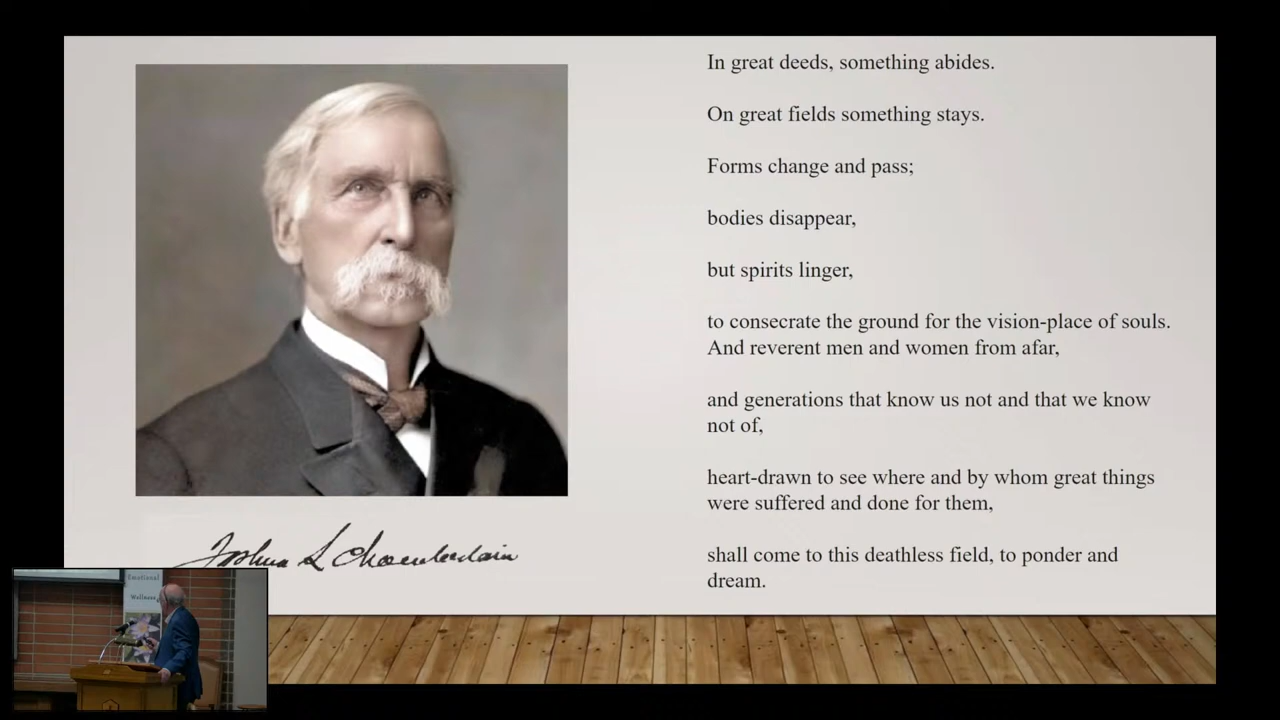 In great deeds, something abides.
On great fields something stays.
Forms change and pass;
bodies disappear,
but spirits linger,
to consecrate the ground for the vision-place of souls.
And reverent men and women from afar,
and generations that know us not and that we know
not of,
heart-drawn to see where and by whom great things
were suffered and done for them,
shall come to this deathless field, to ponder and
dream.
Joshua L Chamberlain
Emotional
Wellness